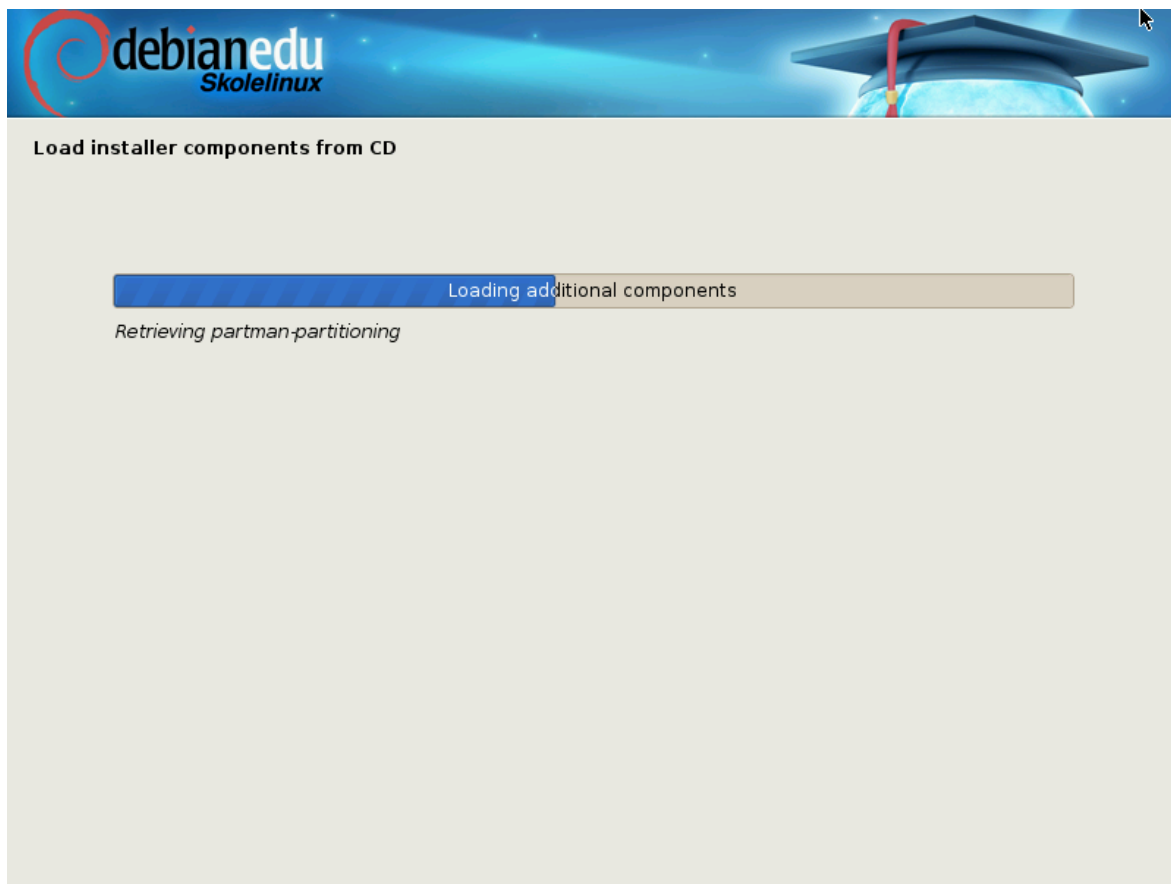 debianedu
Skolelinux
Load installer components from CD
Loading additional components
Retrieving partman-partitioning